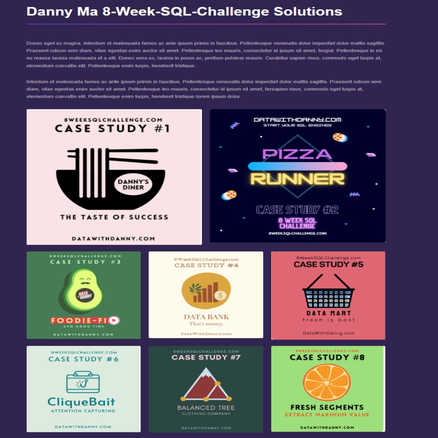 Danny Ma 8-Week-SQL-Challenge Solutions
Donec eget ex magna. Interdum et malesuada fames ac ante ipsum primis in faucibus. Pellentesque venenatis dolor imperdiet dolor mattis sagittis.
Praesent rutrum sem diam, vitae egestas enim auctor sit amet. Pellentesque leo mauris, consectetur id ipsum sit amet, fergiat. Pellentesque in mi
eu massa lacinia malesuada et a elit. Donec urna ex, lacinia in purus ac, pretium pulvinar mauris. Curabitur sapien risus, commodo eget turpis at,
elementum convallis elit. Pellentesque enim turpis, hendrerit.
Interdum et malesuada fames ac ante ipsum primis in faucibus. Pellentesque venenatis dolor imperdiet dolor mattis sagittis. Praesent rutrum sem
diam, vitae egestas enim auctor sit amet. Pellentesque leo mauris, consectetur id ipsum sit amet, fersapien risus, commodo eget turpis at,
elementum convallis elit. Pellentesque enim turpis, hendrerit tristique lorem ipsum dolor.
8WEEKSQLCHALLENGE.COM
CASE STUDY #1
DANNY'S
DINER
THE TASTE OF SUCCESS
DATAWITHDANNY.COM
DATAWITHDANNY.COM
START YOUR SQL ENGINES
PIZZA
RUNNER
CASE STUDY #2
8 WEEK SQL
CHALLENGE
8WEEKSQLCHALLENGE.COM
8WEEKSQLCHALLENGE.COM
CASE STUDY #3
FOODIE-FI
DATAWITHDANNY.COM
8WeekSQLChallenge.com
CASE STUDY #4
DATA BANK
That's money.
DataWithDanny.com
8WeekSQLChallenge.com
CASE STUDY #5
DATA MART
fresh is best
DataWithDanny.com
8WEEKSQLCHALLENGE.COM
CASE STUDY #6
CliqueBait
ATTENTION CAPTURING
DATAWITHDANNY.COM
8WEEKSQLCHALLENGE.COM
CASE STUDY #7
BALANCED TREE
CLOTHING COMPANY
DATAWITHDANNY.COM
8WEEKSQLCHALLENGE.COM
CASE STUDY #8
FRESH SEGMENTS
EXTRACT MAXIMUM VALUE
DATAWITHDANNY.COM